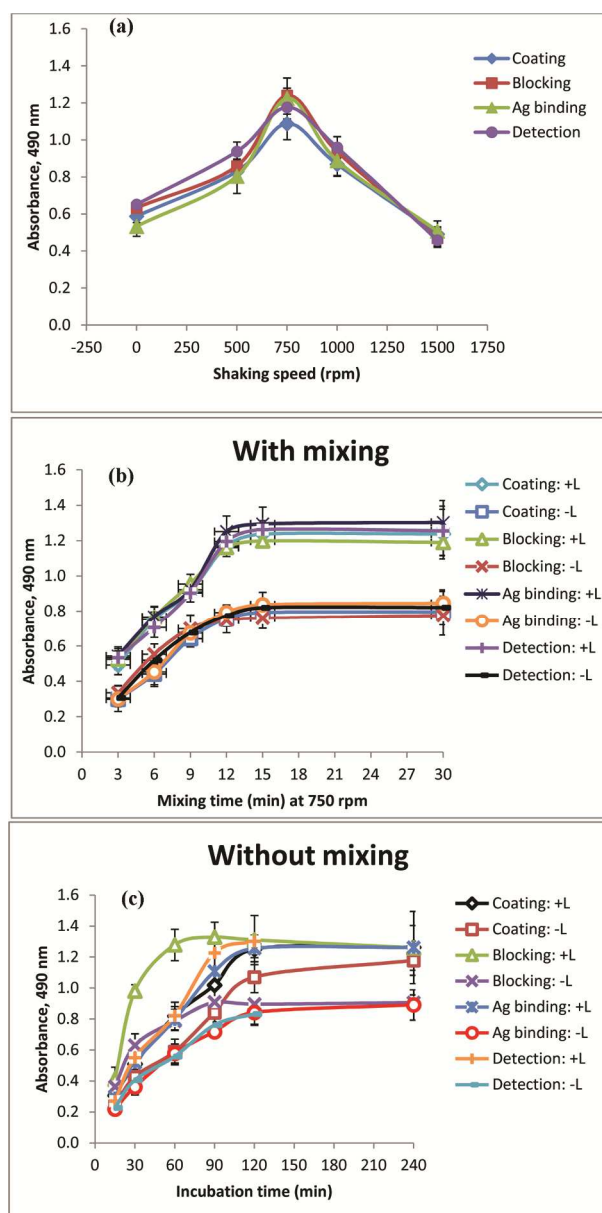 (a)
Coating
Blocking
Ag binding
Detection
Absorbance, 490 nm
1.6
1.4
1.2
1.0
0.8
0.6
0.4
0.2
0.0
-250 0 250 500 750 1000 1250 1500 1750
Shaking speed (rpm)
With mixing
(b)
Coating: +L
Coating: -L
Blocking: +L
Blocking: -L
Ag binding: +L
Ag binding: -L
Detection: +L
Detection: -L
Absorbance, 490 nm
1.6
1.4
1.2
1.0
0.8
0.6
0.4
0.2
0.0
0 3 6 9 12 15 18 21 24 27 30
Mixing time (min) at 750 rpm
Without mixing
(c)
Coating: +L
Coating: -L
Blocking: +L
Blocking: -L
Ag binding: +L
Ag binding: -L
Detection: +L
Detection: -L
Absorbance, 490 nm
1.6
1.4
1.2
1.0
0.8
0.6
0.4
0.2
0.0
0 30 60 90 120 150 180 210 240
Incubation time (min)